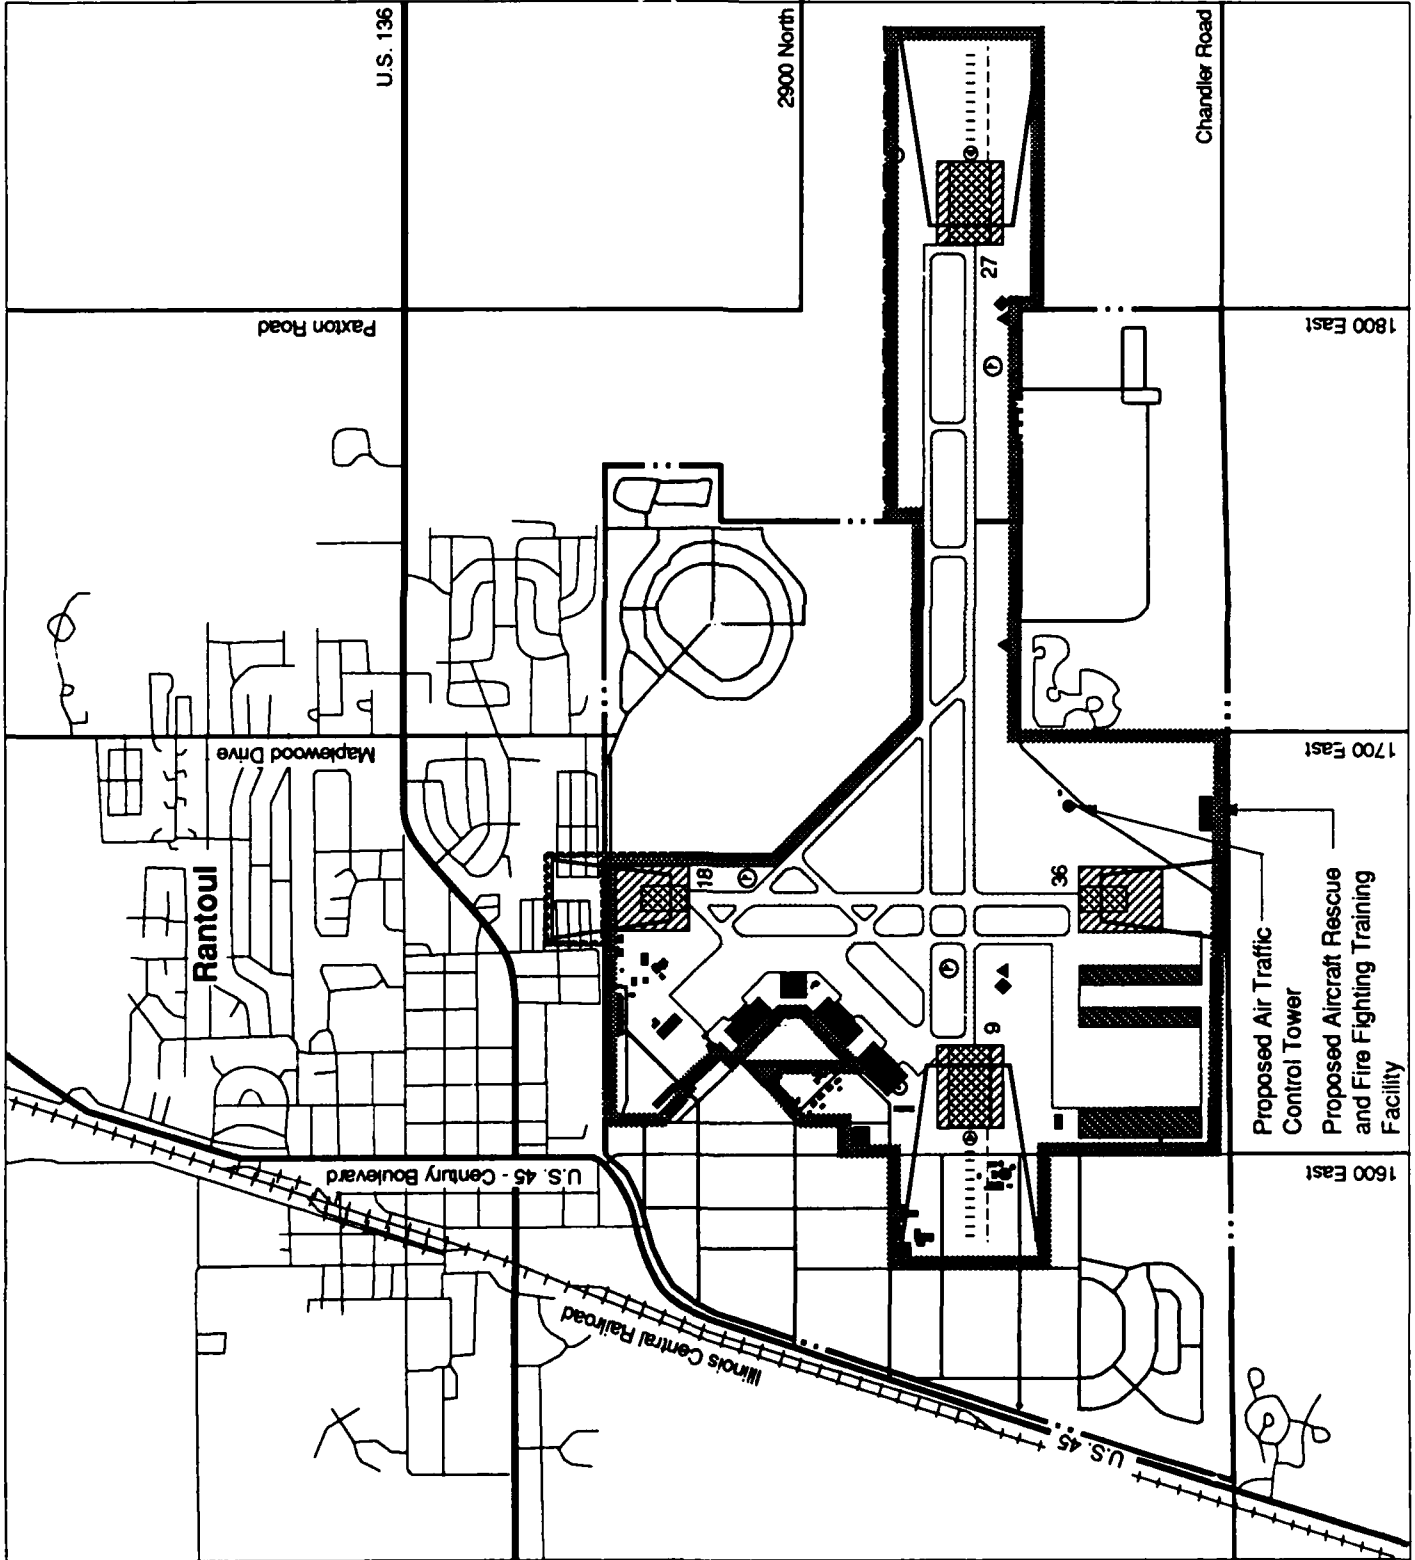 U.S. 136
2900 North
Chandler Road
Paxton Road
1800 East
27
Maplewood Drive
1700 East
Rantoul
18
36
9
Proposed Air Traffic
Control Tower
Proposed Aircraft Rescue
and Fire Fighting Training
Facility
U.S. 45 - Century Boulevard
1600 East
Illinois Central Railroad
U.S. 45